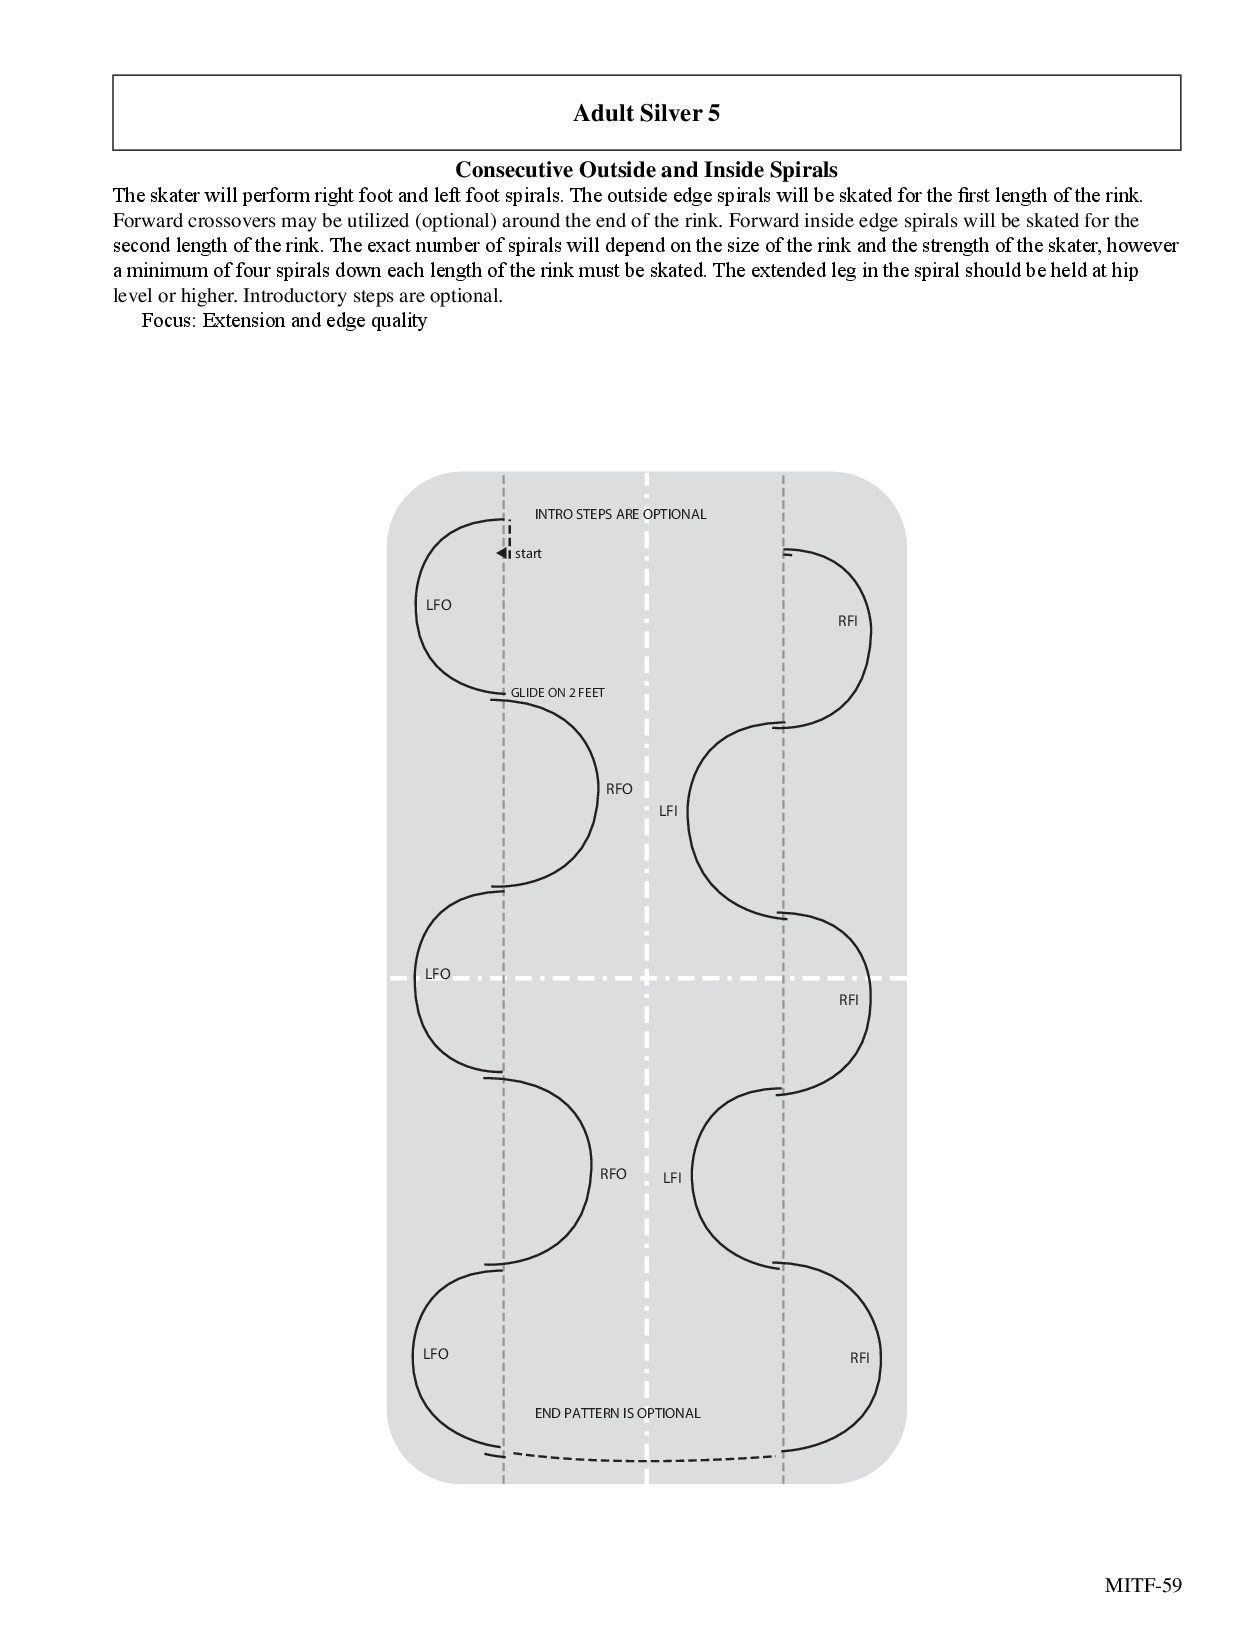 Adult Silver 5
Consecutive Outside and Inside Spirals
The skater will perform right foot and left foot spirals. The outside edge spirals will be skated for the first length of the rink.
Forward crossovers may be utilized (optional) around the end of the rink. Forward inside edge spirals will be skated for the
second length of the rink. The exact number of spirals will depend on the size of the rink and the strength of the skater, however
a minimum of four spirals down each length of the rink must be skated. The extended leg in the spiral should be held at hip
level or higher. Introductory steps are optional.
Focus: Extension and edge quality
INTRO STEPS ARE OPTIONAL
start
LFO
RFI
GLIDE ON 2 FEET
RFO
LFI
LFO
RFI
RFO
LFI
LFO
RFI
END PATTERN IS OPTIONAL
MITF-59